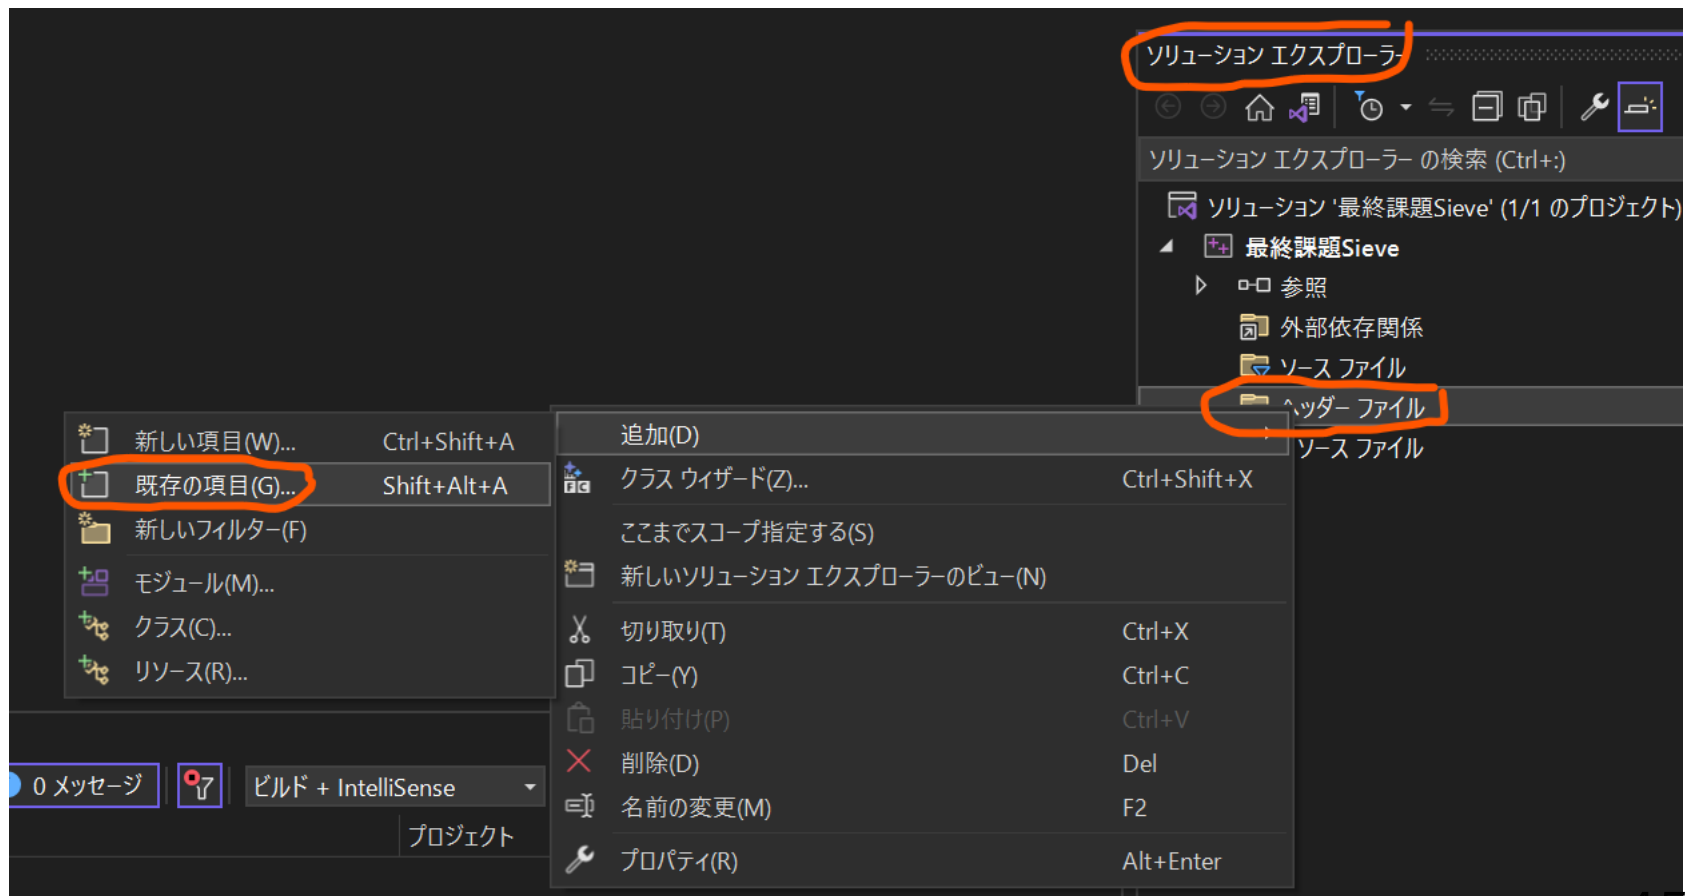 ソリューション エクスプローラー
ソリューション エクスプローラー の検索 (Ctrl+:)
ソリューション '最終課題Sieve' (1/1 のプロジェクト)
最終課題Sieve
参照
外部依存関係
ソース ファイル
ヘッダー ファイル
ソース ファイル
追加(D)
クラス ウィザード(Z)... Ctrl+Shift+X
ここまでスコープ指定する(S)
新しいソリューション エクスプローラーのビュー(N)
切り取り(T) Ctrl+X
コピー(Y) Ctrl+C
貼り付け(P) Ctrl+V
削除(D) Del
名前の変更(M) F2
プロパティ(R) Alt+Enter
新しい項目(W)... Ctrl+Shift+A
既存の項目(G)... Shift+Alt+A
新しいフィルター(F)
モジュール(M)...
クラス(C)...
リソース(R)...
0 メッセージ
ビルド + IntelliSense
プロジェクト